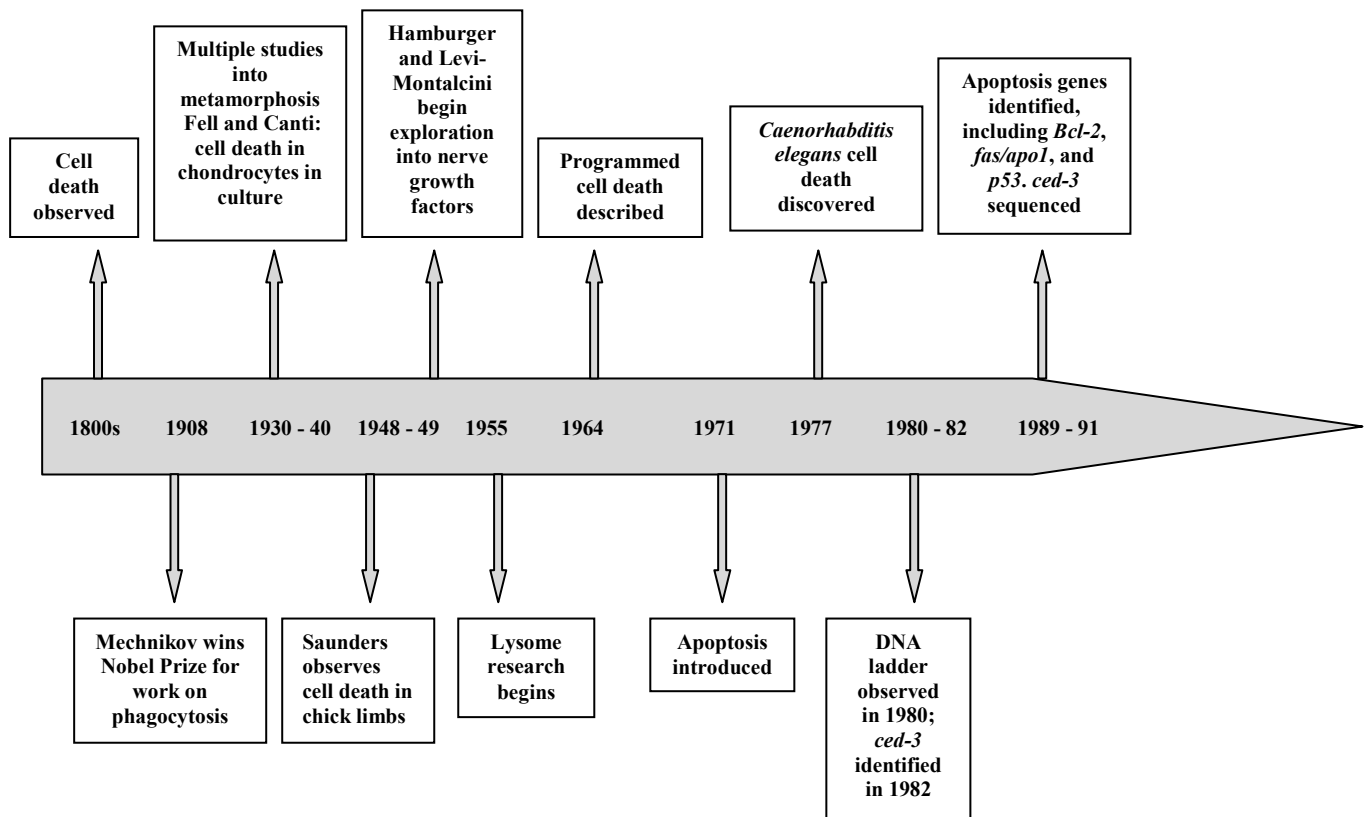 Cell
death
observed
Multiple studies
into
metamorphosis
Fell and Canti:
cell death in
chondrocytes in
culture
Hamburger
and Levi-
Montalcini
begin
exploration
into nerve
growth
factors
Programmed
cell death
described
Caenorhabditis
elegans cell
death
discovered
Apoptosis genes
identified,
including Bcl-2,
fas/apo1, and
p53. ced-3
sequenced
1800s
1908
1930 - 40
1948 - 49
1955
1964
1971
1977
1980 - 82
1989 - 91
Mechnikov wins
Nobel Prize for
work on
phagocytosis
Saunders
observes
cell death in
chick limbs
Lysome
research
begins
Apoptosis
introduced
DNA
ladder
observed
in 1980;
ced-3
identified
in 1982